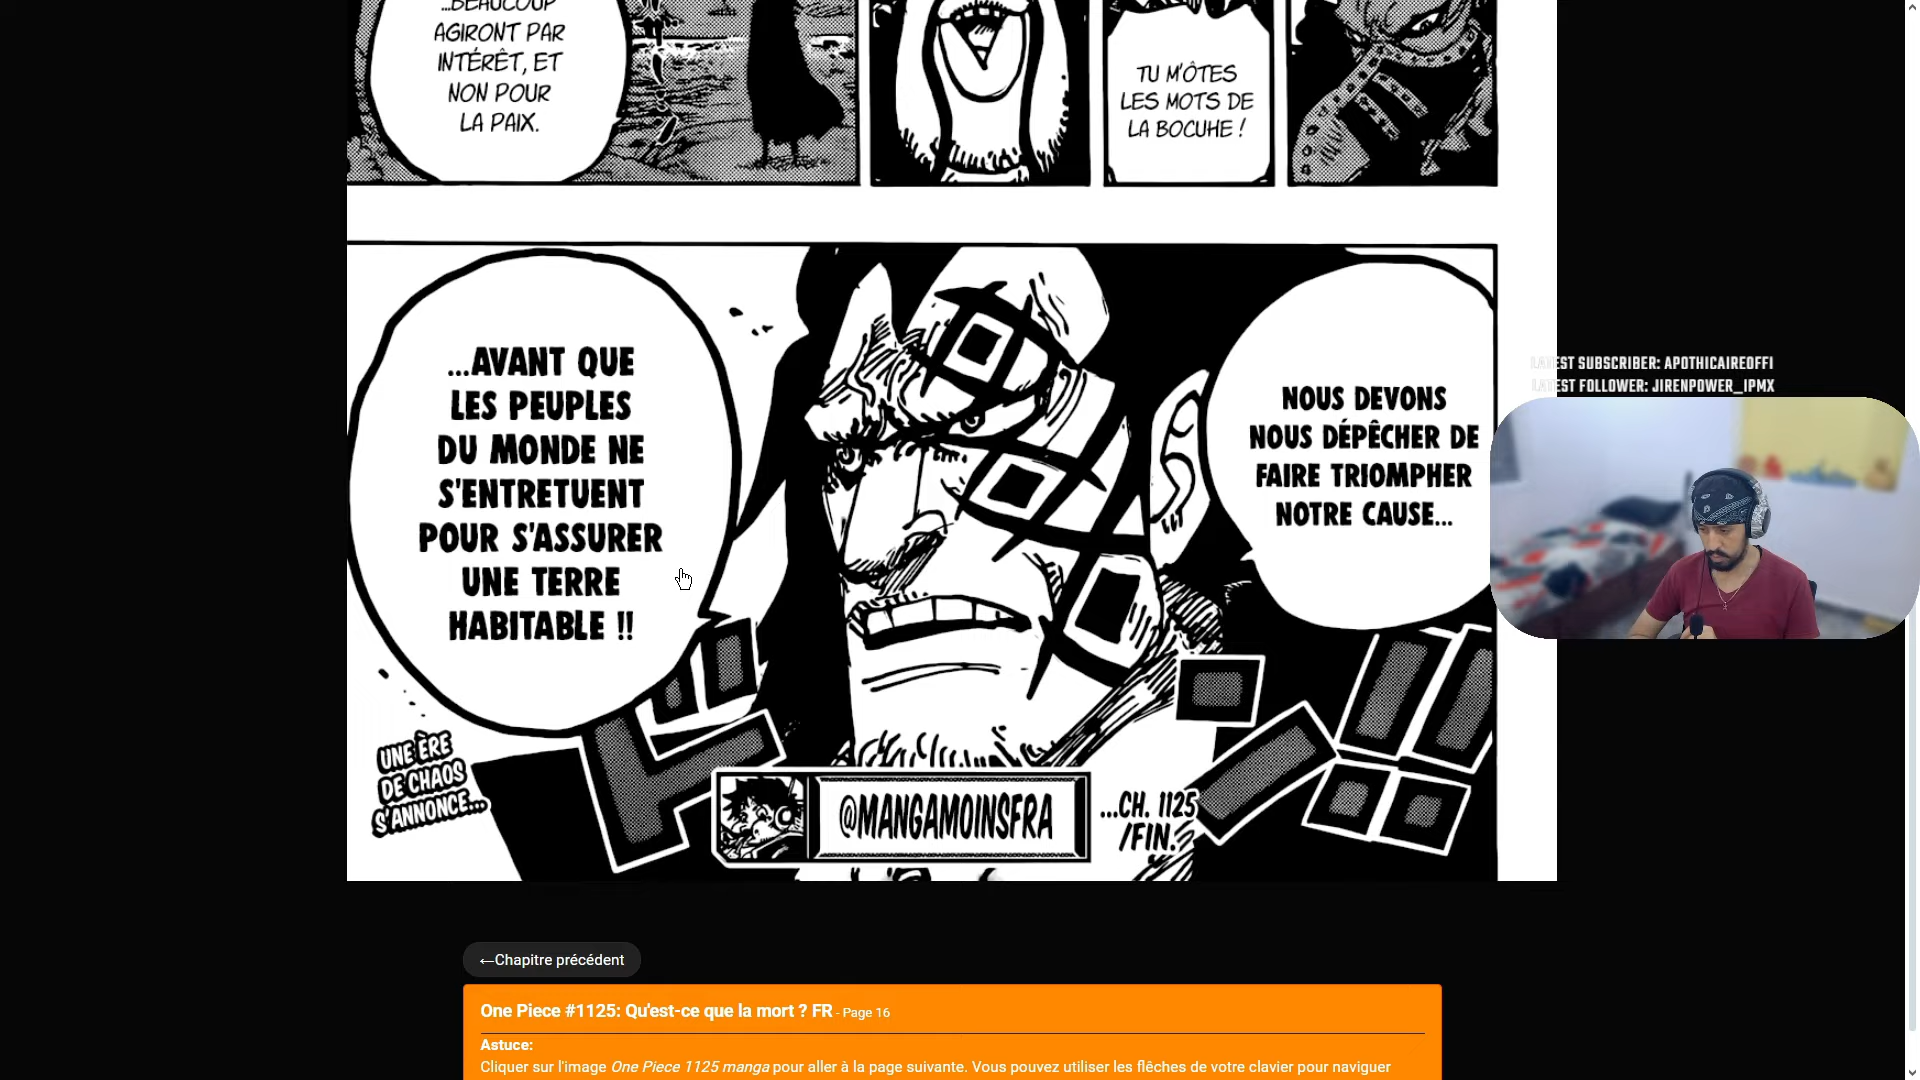 ...BEAUCOUP
AGIRONT PAR
INTÉRÊT, ET
NON POUR
LA PAIX.
TU M'ÔTES
LES MOTS DE
LA BOCUHE !
NOUS DEVONS
NOUS DÉPÊCHER DE
FAIRE TRIOMPHER
NOTRE CAUSE...
...AVANT QUE
LES PEUPLES
DU MONDE NE
S'ENTRETUENT
POUR S'ASSURER
UNE TERRE
HABITABLE !!
LATEST SUBSCRIBER: APOTHICAIREOFFI
LATEST FOLLOWER: JIRENPOWER_IPMX
UNE ÈRE
DE CHAOS
S'ANNONCE...
@MANGAMOINSFRA
...CH. 1125
/FIN.
←Chapitre précédent
One Piece #1125: Qu'est-ce que la mort ? FR - Page 16
Astuce:
Cliquer sur l'image One Piece 1125 manga pour aller à la page suivante. Vous pouvez utiliser les flêches de votre clavier pour naviguer